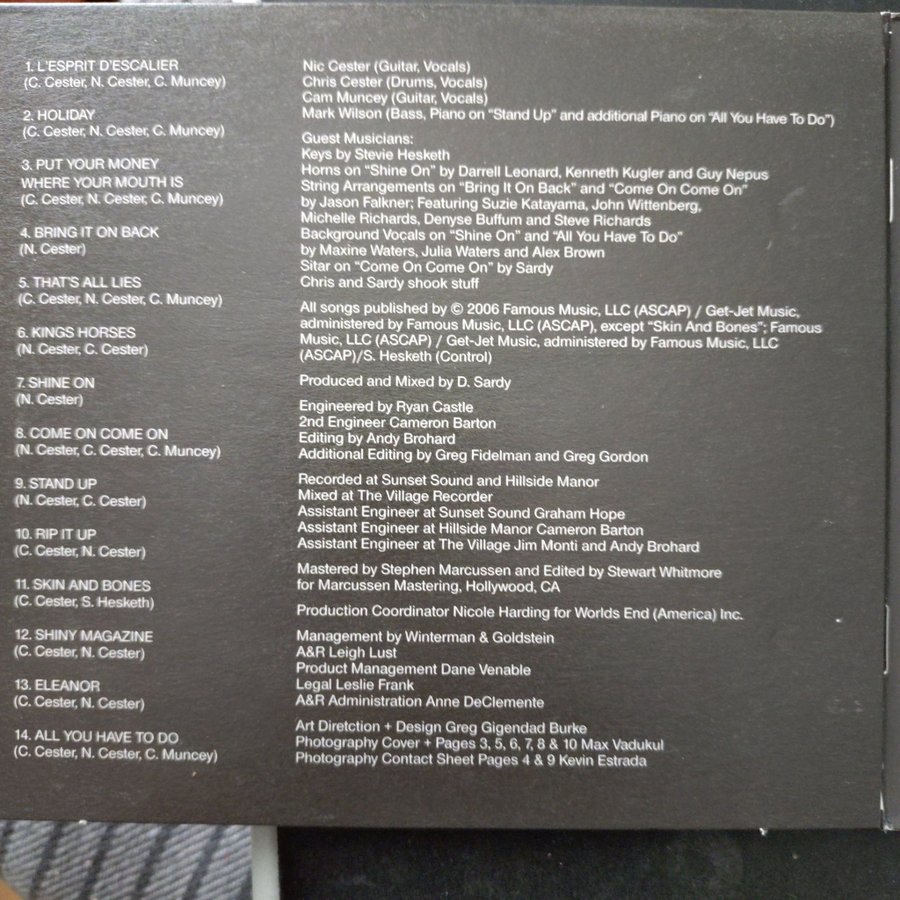 1. L'ESPRIT D'ESCALIER
(C. Cester, N. Cester, C. Muncey)
2. HOLIDAY
(C. Cester, N. Cester, C. Muncey)
3. PUT YOUR MONEY
WHERE YOUR MOUTH IS
(C. Cester, N. Cester, C. Muncey)
4. BRING IT ON BACK
(N. Cester)
5. THAT'S ALL LIES
(C. Cester, N. Cester, C. Muncey)
6. KINGS HORSES
(N. Cester, C. Cester)
7. SHINE ON
(N. Cester)
8. COME ON COME ON
(N. Cester, C. Cester, C. Muncey)
9. STAND UP
(N. Cester, C. Cester)
10. RIP IT UP
(C. Cester, N. Cester)
11. SKIN AND BONES
(C. Cester, S. Hesketh)
12. SHINY MAGAZINE
(C. Cester, N. Cester)
13. ELEANOR
(C. Cester, N. Cester)
14. ALL YOU HAVE TO DO
(C. Cester, N. Cester, C. Muncey)
Nic Cester (Guitar, Vocals)
Chris Cester (Drums, Vocals)
Cam Muncey (Guitar, Vocals)
Mark Wilson (Bass, Piano on "Stand Up" and additional Piano on "All You Have To Do")
Guest Musicians:
Keys by Stevie Hesketh
Horns on "Shine On" by Darrell Leonard, Kenneth Kugler and Guy Nepus
String Arrangements on "Bring It On Back" and "Come On Come On"
by Jason Falkner; Featuring Suzie Katayama, John Wittenberg,
Michelle Richards, Denyse Buffum and Steve Richards
Background Vocals on "Shine On" and "All You Have To Do"
by Maxine Waters, Julia Waters and Alex Brown
Sitar on "Come On Come On" by Sardy
Chris and Sardy shook stuff
All songs published by © 2006 Famous Music, LLC (ASCAP) / Get-Jet Music,
administered by Famous Music, LLC (ASCAP), except "Skin And Bones"; Famous
Music, LLC (ASCAP) / Get-Jet Music, administered by Famous Music, LLC
(ASCAP)/S. Hesketh (Control)
Produced and Mixed by D. Sardy
Engineered by Ryan Castle
2nd Engineer Cameron Barton
Editing by Andy Brohard
Additional Editing by Greg Fidelman and Greg Gordon
Recorded at Sunset Sound and Hillside Manor
Mixed at The Village Recorder
Assistant Engineer at Sunset Sound Graham Hope
Assistant Engineer at Hillside Manor Cameron Barton
Assistant Engineer at The Village Jim Monti and Andy Brohard
Mastered by Stephen Marcussen and Edited by Stewart Whitmore
for Marcussen Mastering, Hollywood, CA
Production Coordinator Nicole Harding for Worlds End (America) Inc.
Management by Winterman & Goldstein
A&R Leigh Lust
Product Management Dane Venable
Legal Leslie Frank
A&R Administration Anne DeClemente
Art Diretction + Design Greg Gigendad Burke
Photography Cover + Pages 3, 5, 6, 7, 8 & 10 Max Vadukul
Photography Contact Sheet Pages 4 & 9 Kevin Estrada